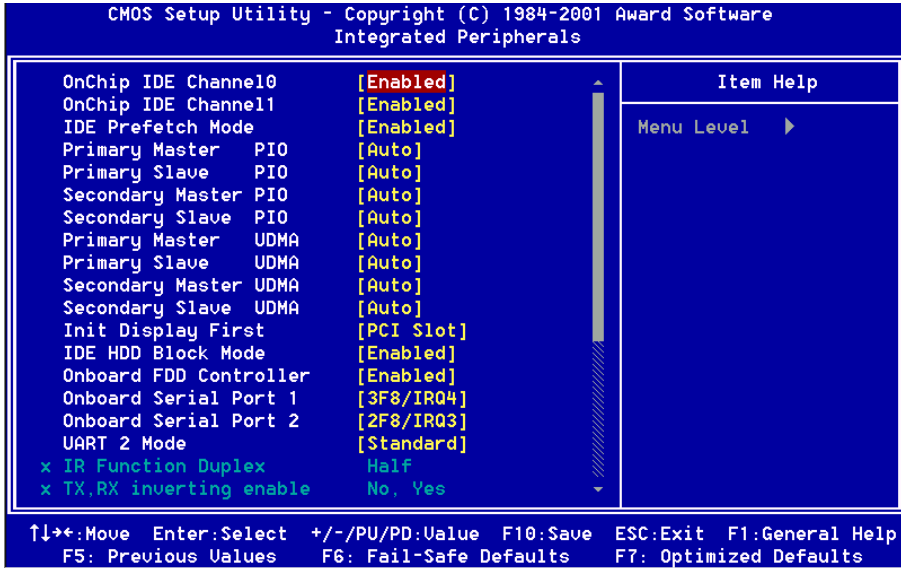 CMOS Setup Utility - Copyright (C) 1984-2001 Award Software
Integrated Peripherals
OnChip IDE Channel0 [Enabled]
OnChip IDE Channel1 [Enabled]
IDE Prefetch Mode [Enabled]
Primary Master PIO [Auto]
Primary Slave PIO [Auto]
Secondary Master PIO [Auto]
Secondary Slave PIO [Auto]
Primary Master UDMA [Auto]
Primary Slave UDMA [Auto]
Secondary Master UDMA [Auto]
Secondary Slave UDMA [Auto]
Init Display First [PCI Slot]
IDE HDD Block Mode [Enabled]
Onboard FDD Controller [Enabled]
Onboard Serial Port 1 [3F8/IRQ4]
Onboard Serial Port 2 [2F8/IRQ3]
UART 2 Mode [Standard]
x IR Function Duplex Half
x TX,RX inverting enable No, Yes
Item Help
Menu Level ▶
↑↓→←:Move Enter:Select +/-/PU/PD:Value F10:Save ESC:Exit F1:General Help
F5: Previous Values F6: Fail-Safe Defaults F7: Optimized Defaults